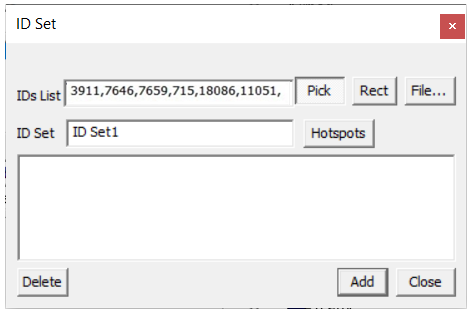 ID Set
IDs List 3911,7646,7659,715,18086,11051, Pick Rect File...
ID Set ID Set1 Hotspots
Delete Add Close